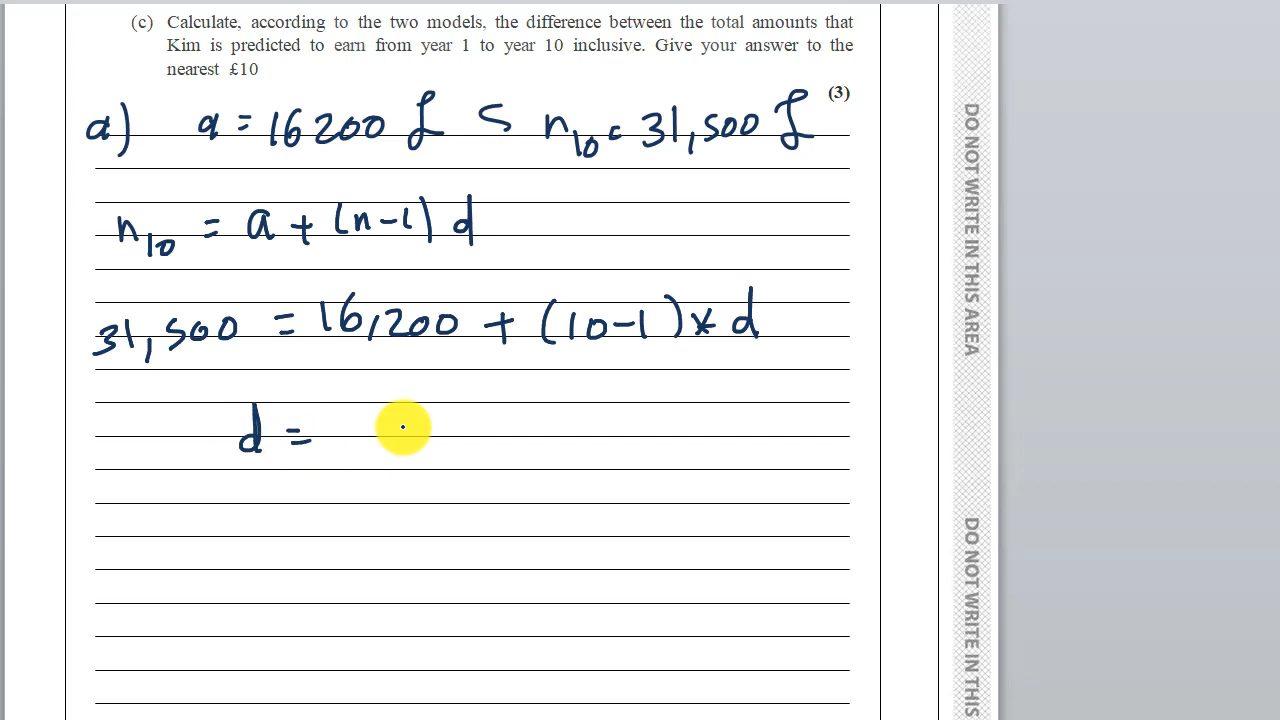 (c) Calculate, according to the two models, the difference between the total amounts that
Kim is predicted to earn from year 1 to year 10 inclusive. Give your answer to the
nearest £10
(3)
a) a = 16200 £ n10 = 31,500 £
n10 = a + (n-1) d
31,500 = 16,200 + (10-1) * d
d =
DO NOT WRITE IN THIS AREA
DO NOT WRITE IN THIS